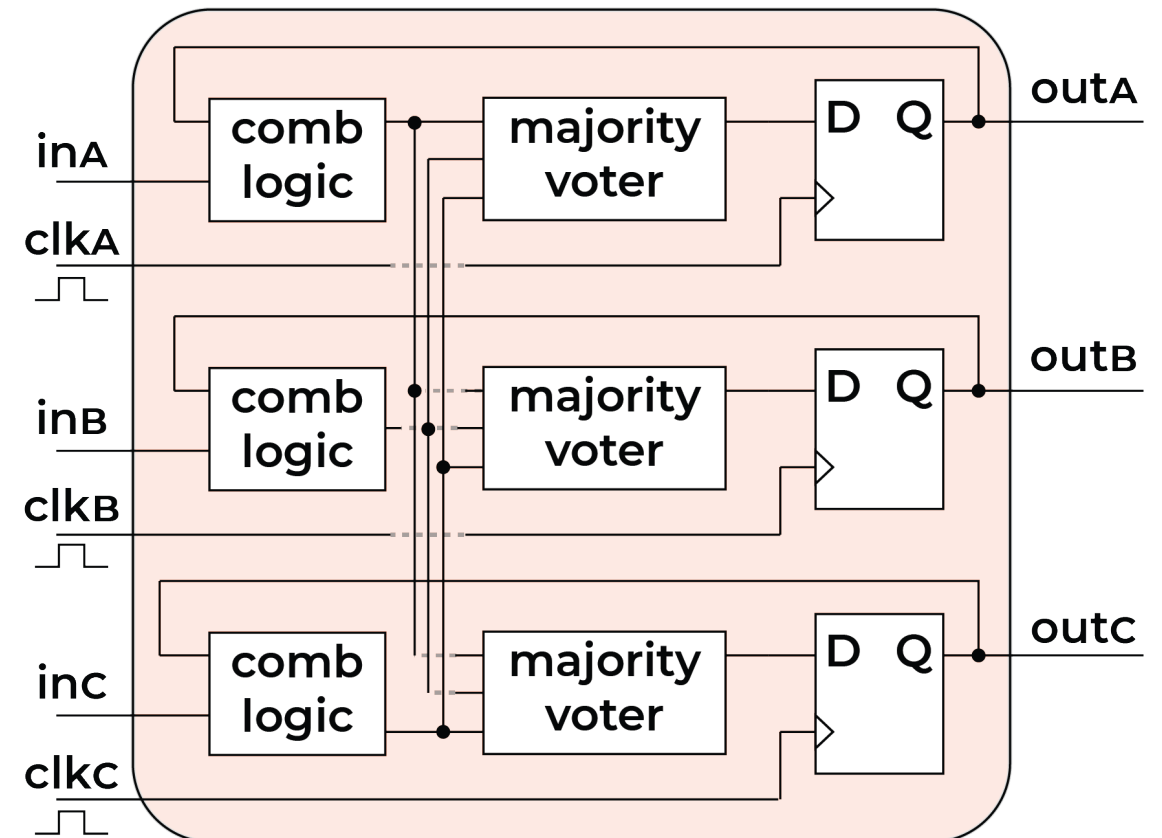 outA
comb
logic
majority
voter
D Q
inA
clkA
outB
comb
logic
majority
voter
D Q
inB
clkB
outC
comb
logic
majority
voter
D Q
inC
clkC